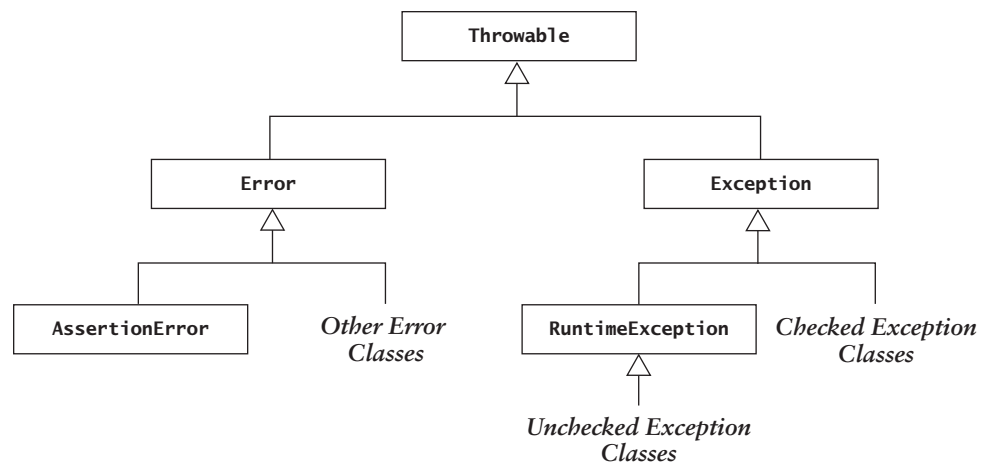 Throwable
Error
Exception
AssertionError
Other Error
Classes
RuntimeException
Checked Exception
Classes
Unchecked Exception
Classes